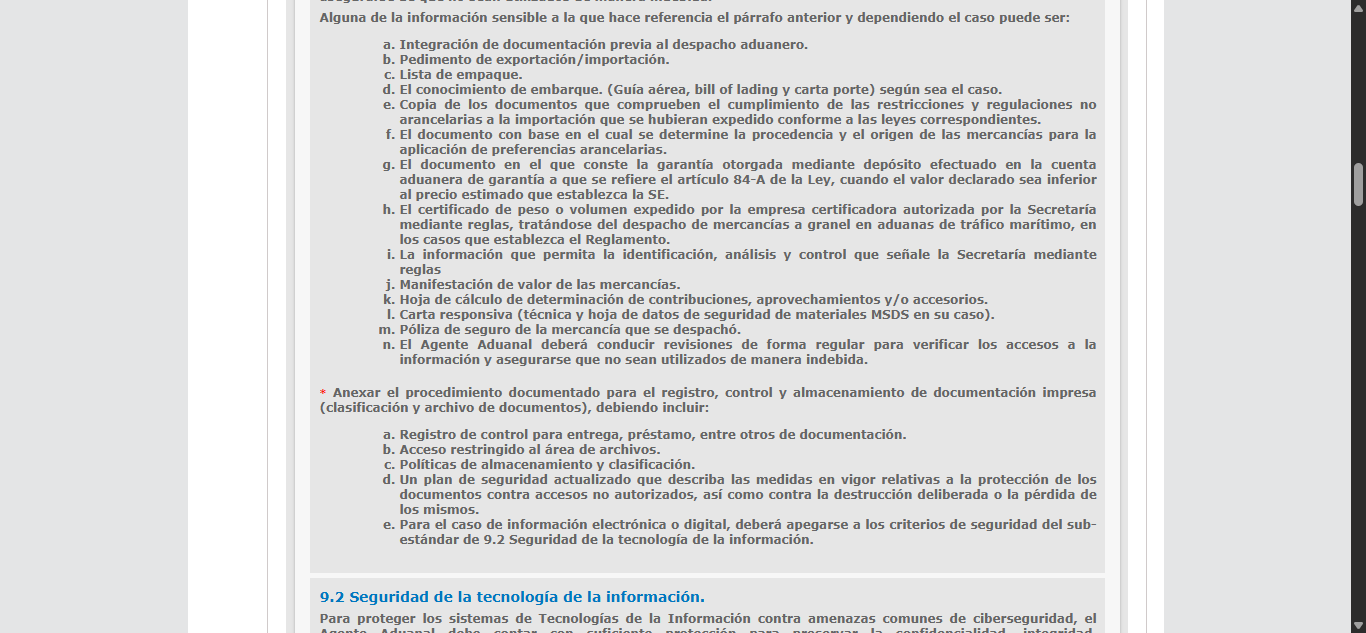 Alguna de la información sensible a la que hace referencia el párrafo anterior y dependiendo el caso puede ser:
a. Integración de documentación previa al despacho aduanero.
b. Pedimento de exportación/importación.
c. Lista de empaque.
d. El conocimiento de embarque. (Guía aérea, bill of lading y carta porte) según sea el caso.
e. Copia de los documentos que comprueben el cumplimiento de las restricciones y regulaciones no
arancelarias a la importación que se hubieran expedido conforme a las leyes correspondientes.
f. El documento con base en el cual se determine la procedencia y el origen de las mercancías para la
aplicación de preferencias arancelarias.
g. El documento en el que conste la garantía otorgada mediante depósito efectuado en la cuenta
aduanera de garantía a que se refiere el artículo 84-A de la Ley, cuando el valor declarado sea inferior
al precio estimado que establezca la SE.
h. El certificado de peso o volumen expedido por la empresa certificadora autorizada por la Secretaría
mediante reglas, tratándose del despacho de mercancías a granel en aduanas de tráfico marítimo, en
los casos que establezca el Reglamento.
i. La información que permita la identificación, análisis y control que señale la Secretaría mediante
reglas
j. Manifestación de valor de las mercancías.
k. Hoja de cálculo de determinación de contribuciones, aprovechamientos y/o accesorios.
l. Carta responsiva (técnica y hoja de datos de seguridad de materiales MSDS en su caso).
m. Póliza de seguro de la mercancía que se despachó.
n. El Agente Aduanal deberá conducir revisiones de forma regular para verificar los accesos a la
información y asegurarse que no sean utilizados de manera indebida.
* Anexar el procedimiento documentado para el registro, control y almacenamiento de documentación impresa
(clasificación y archivo de documentos), debiendo incluir:
a. Registro de control para entrega, préstamo, entre otros de documentación.
b. Acceso restringido al área de archivos.
c. Políticas de almacenamiento y clasificación.
d. Un plan de seguridad actualizado que describa las medidas en vigor relativas a la protección de los
documentos contra accesos no autorizados, así como contra la destrucción deliberada o la pérdida de
los mismos.
e. Para el caso de información electrónica o digital, deberá apegarse a los criterios de seguridad del sub-
estándar de 9.2 Seguridad de la tecnología de la información.
9.2 Seguridad de la tecnología de la información.
Para proteger los sistemas de Tecnologías de la Información contra amenazas comunes de ciberseguridad, el
Agente Aduanal debe contar con suficiente protección para preservar la confidencialidad, integridad,